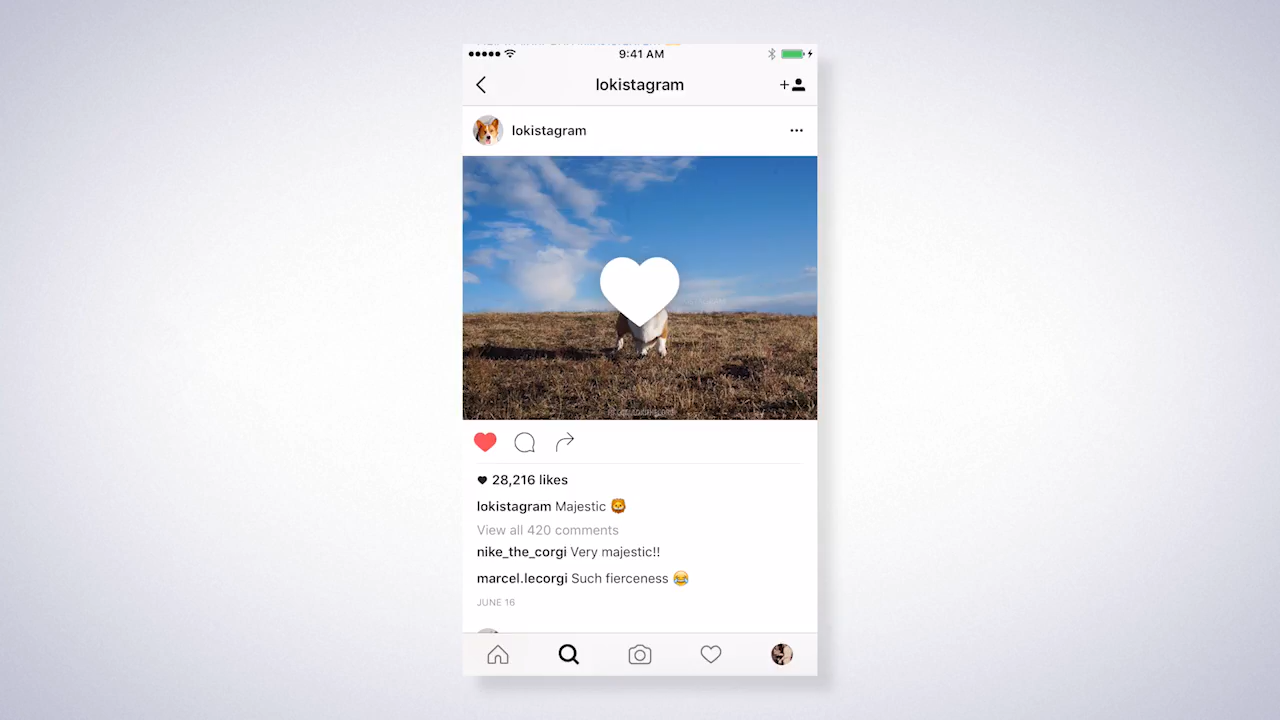 9:41 AM
lokistagram
lokistagram
28,216 likes
lokistagram Majestic 🦁
View all 420 comments
nike_the_corgi Very majestic!!
marcel.lecorgi Such fierceness 😂
JUNE 16